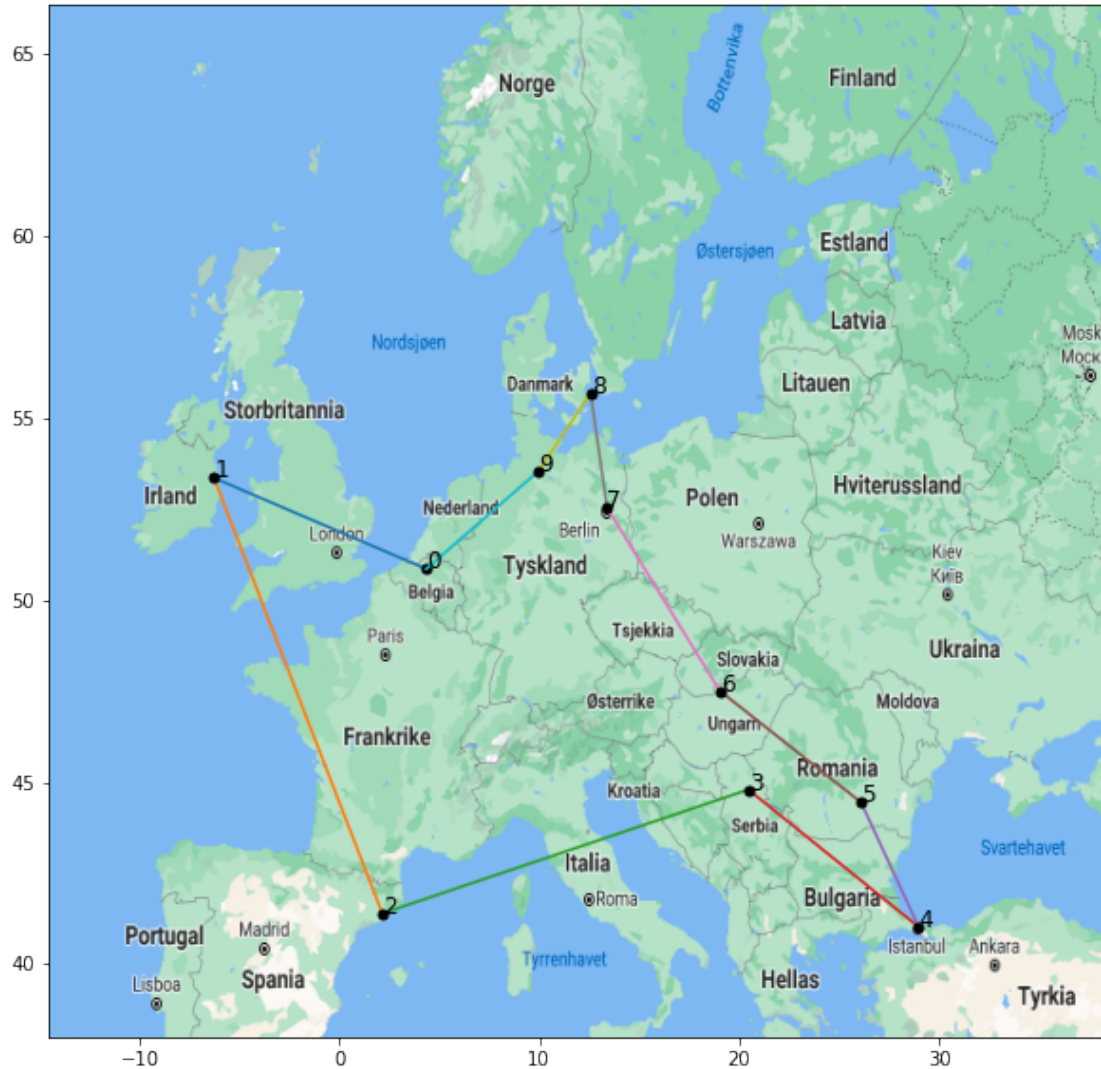 65
60
55
50
45
40
−10
0
10
20
30
Norge
Finland
Bottenvika
Estland
Østersjøen
Latvia
Nordsjøen
Mosk
Моск
Danmark
8
Litauen
Storbritannia
1
9
Irland
Nederland
7
Polen
Hviterussland
London
Berlin
Warszawa
0
Tyskland
Kiev
Київ
Belgia
Paris
Tsjekkia
Slovakia
Ukraina
6
Østerrike
Moldova
Frankrike
Ungarn
Romania
3
Kroatia
5
Serbia
Svartehavet
Italia
2
Roma
Bulgaria
4
Portugal
Madrid
Istanbul
Ankara
Tyrrenhavet
Lisboa
Spania
Hellas
Tyrkia